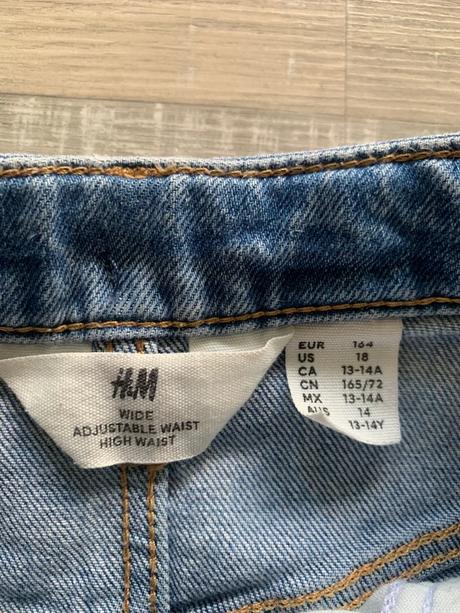 H&M
WIDE
ADJUSTABLE WAIST
HIGH WAIST
EUR 164
US 18
CA 13-14A
CN 165/72
MX 13-14A
AUS 14
13-14Y